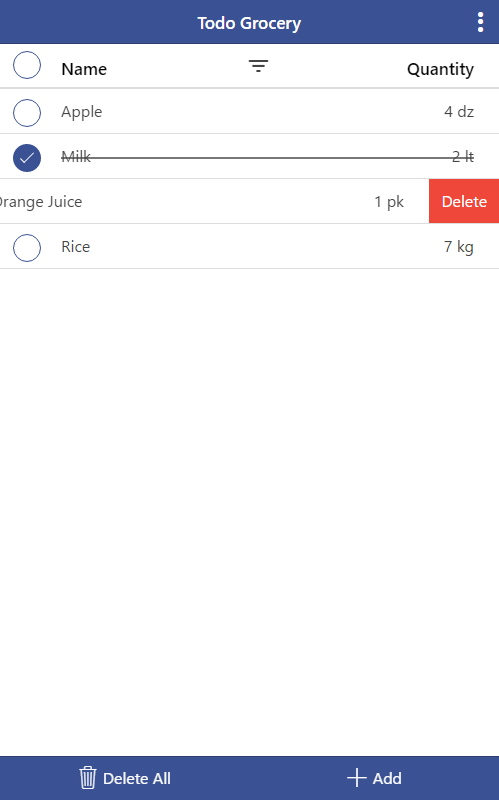 Todo Grocery
Name Quantity
Apple 4 dz
Milk 2 lt
Orange Juice 1 pk Delete
Rice 7 kg
Delete All Add